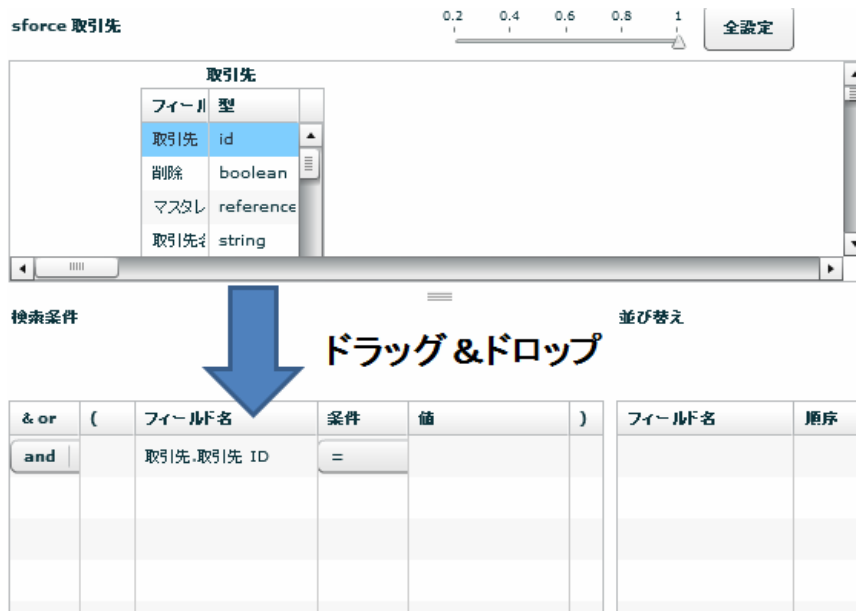 sforce 取引先
0.2 0.4 0.6 0.8 1
全設定
取引先
フィール 型
取引先 id
削除 boolean
マスタレ reference
取引先 string
ドラッグ&ドロップ
検索条件
並び替え
& or ( フィールド名 条件 値 )
and 取引先.取引先 ID =
フィールド名 順序